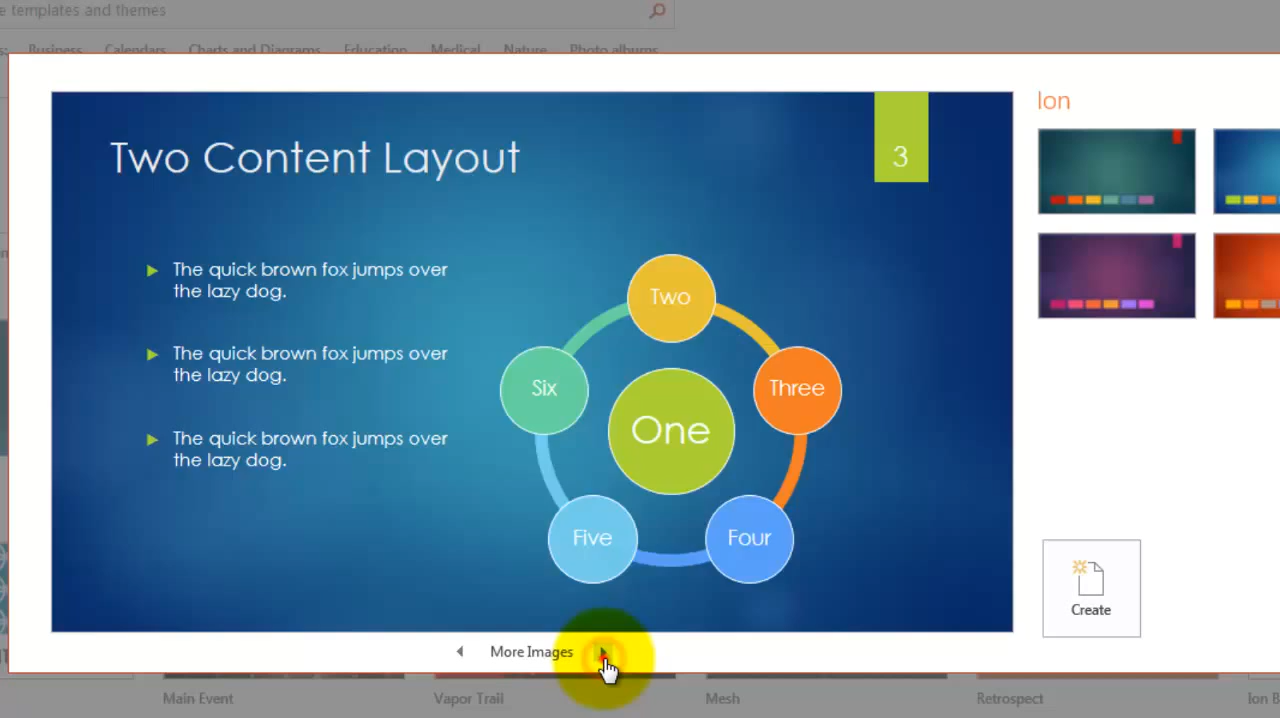 e templates and themes
Business Calendars Charts and Diagrams Education Medical Nature Photo albums
Ion
Two Content Layout
3
The quick brown fox jumps over
the lazy dog.
The quick brown fox jumps over
the lazy dog.
The quick brown fox jumps over
the lazy dog.
Two
Six
Three
One
Five
Four
Create
More Images
Main Event Vapor Trail Mesh Retrospect Ion B